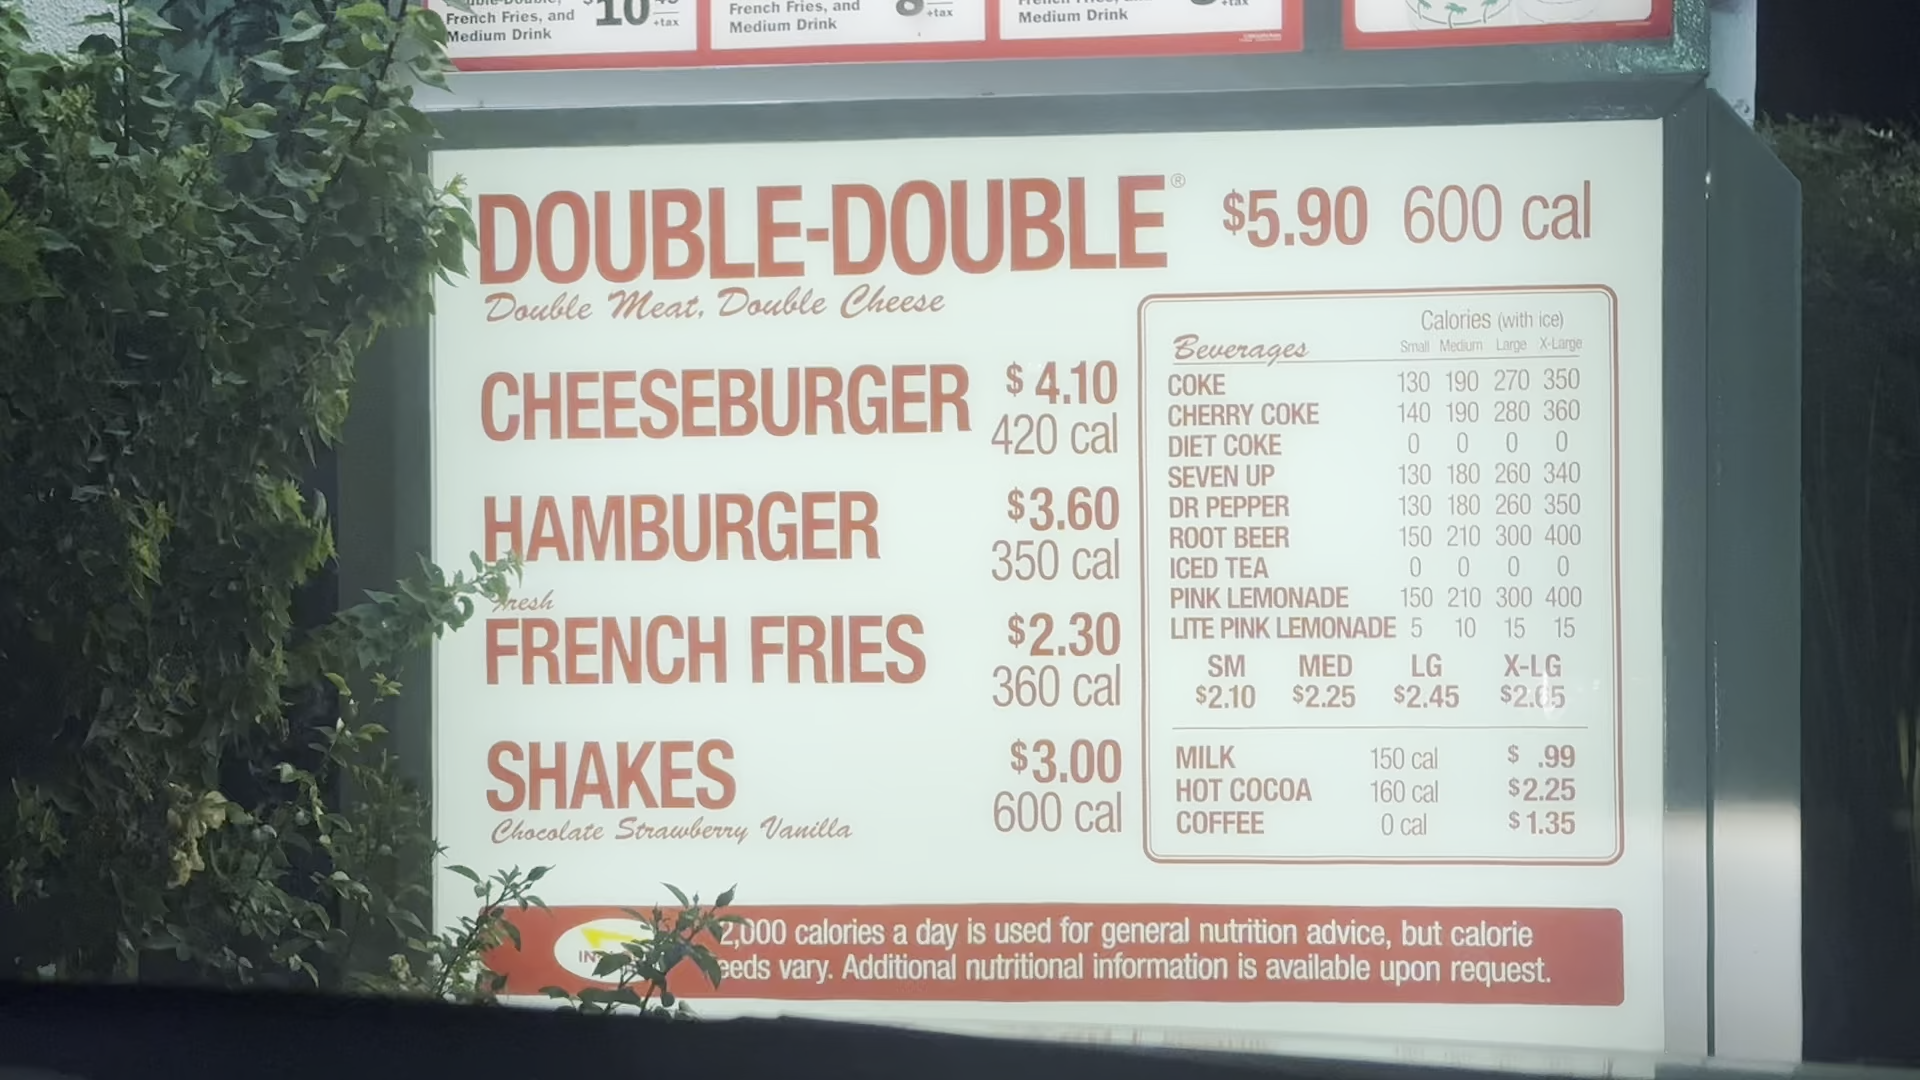 French Fries, and
Medium Drink
$10
+tax
French Fries, and
Medium Drink
+tax
Medium Drink
+tax
DOUBLE-DOUBLE® $5.90 600 cal
Double Meat, Double Cheese
CHEESEBURGER $4.10
420 cal
HAMBURGER $3.60
350 cal
Fresh
FRENCH FRIES $2.30
360 cal
SHAKES $3.00
600 cal
Chocolate Strawberry Vanilla
Calories (with ice)
Beverages Small Medium Large X-Large
COKE 130 190 270 350
CHERRY COKE 140 190 280 360
DIET COKE 0 0 0 0
SEVEN UP 130 180 260 340
DR PEPPER 130 180 260 350
ROOT BEER 150 210 300 400
ICED TEA 0 0 0 0
PINK LEMONADE 150 210 300 400
LITE PINK LEMONADE 5 10 15 15
SM MED LG X-LG
$2.10 $2.25 $2.45 $2.65
MILK 150 cal $ .99
HOT COCOA 160 cal $2.25
COFFEE 0 cal $1.35
2,000 calories a day is used for general nutrition advice, but calorie
eeds vary. Additional nutritional information is available upon request.
IN